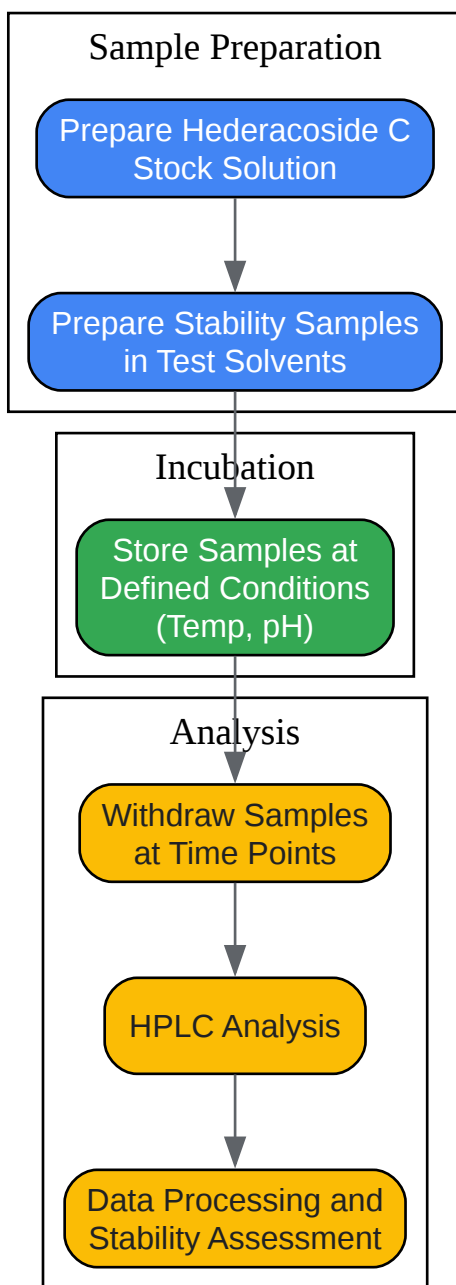 Sample Preparation
Prepare Hederacoside C
Stock Solution
Prepare Stability Samples
in Test Solvents
Incubation
Store Samples at
Defined Conditions
(Temp, pH)
Analysis
Withdraw Samples
at Time Points
HPLC Analysis
Data Processing and
Stability Assessment